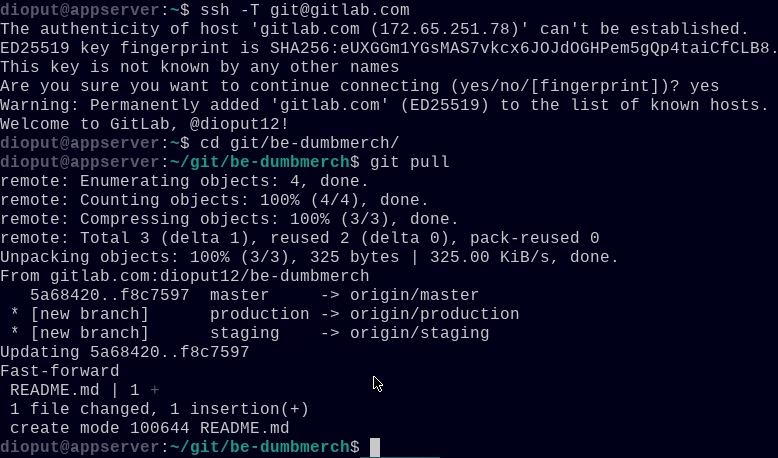 dioput@appserver:~$ ssh -T git@gitlab.com
The authenticity of host 'gitlab.com (172.65.251.78)' can't be established.
ED25519 key fingerprint is SHA256:eUXGGm1YGsMAS7vkcx6JOJdOGHPem5gQp4taiCfCLB8.
This key is not known by any other names
Are you sure you want to continue connecting (yes/no/[fingerprint])? yes
Warning: Permanently added 'gitlab.com' (ED25519) to the list of known hosts.
Welcome to GitLab, @dioput12!
dioput@appserver:~$ cd git/be-dumbmerch/
dioput@appserver:~/git/be-dumbmerch$ git pull
remote: Enumerating objects: 4, done.
remote: Counting objects: 100% (4/4), done.
remote: Compressing objects: 100% (3/3), done.
remote: Total 3 (delta 1), reused 2 (delta 0), pack-reused 0
Unpacking objects: 100% (3/3), 325 bytes | 325.00 KiB/s, done.
From gitlab.com:dioput12/be-dumbmerch
   5a68420..f8c7597  master     -> origin/master
 * [new branch]      production -> origin/production
 * [new branch]      staging    -> origin/staging
Updating 5a68420..f8c7597
Fast-forward
 README.md | 1 +
 1 file changed, 1 insertion(+)
 create mode 100644 README.md
dioput@appserver:~/git/be-dumbmerch$